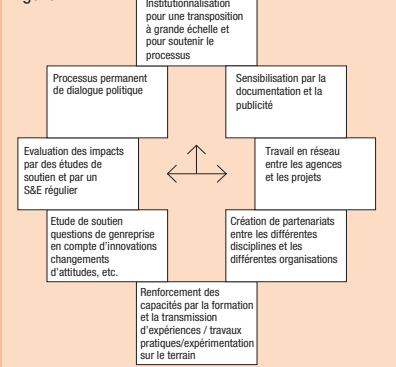 Institutionnalisation
pour une transposition
à grande échelle et
pour soutenir le
processus
Processus permanent
de dialogue politique
Sensibilisation par la
documentation et la
publicité
Evaluation des impacts
par des études de
soutien et par un
S&E régulier
Travail en réseau
entre les agences
et les projets
Etude de soutien
questions de genreprise
en compte d'innovations
changements
d'attitudes, etc.
Création de partenariats
entre les différentes
disciplines et les
différentes organisations
Renforcement des
capacités par la formation
et la transmission
d'expériences / travaux
pratiques/expérimentation
sur le terrain